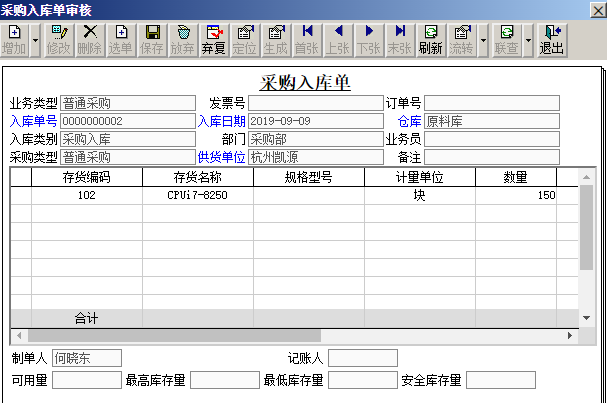 采购入库单审核
增加 修改 删除 选单 保存 放弃 弃复 定位 生成 首张 上张 下张 末张 刷新 流转 联查 退出
采购入库单
业务类型 普通采购 发票号 订单号
入库单号 0000000002 入库日期 2019-09-09 仓库 原料库
入库类别 采购入库 部门 采购部 业务员
采购类型 普通采购 供货单位 杭州凯源 备注
存货编码 存货名称 规格型号 计量单位 数量
102 CPUi7-8250 块 150
合计
制单人 何晓东 记账人
可用量 最高库存量 最低库存量 安全库存量